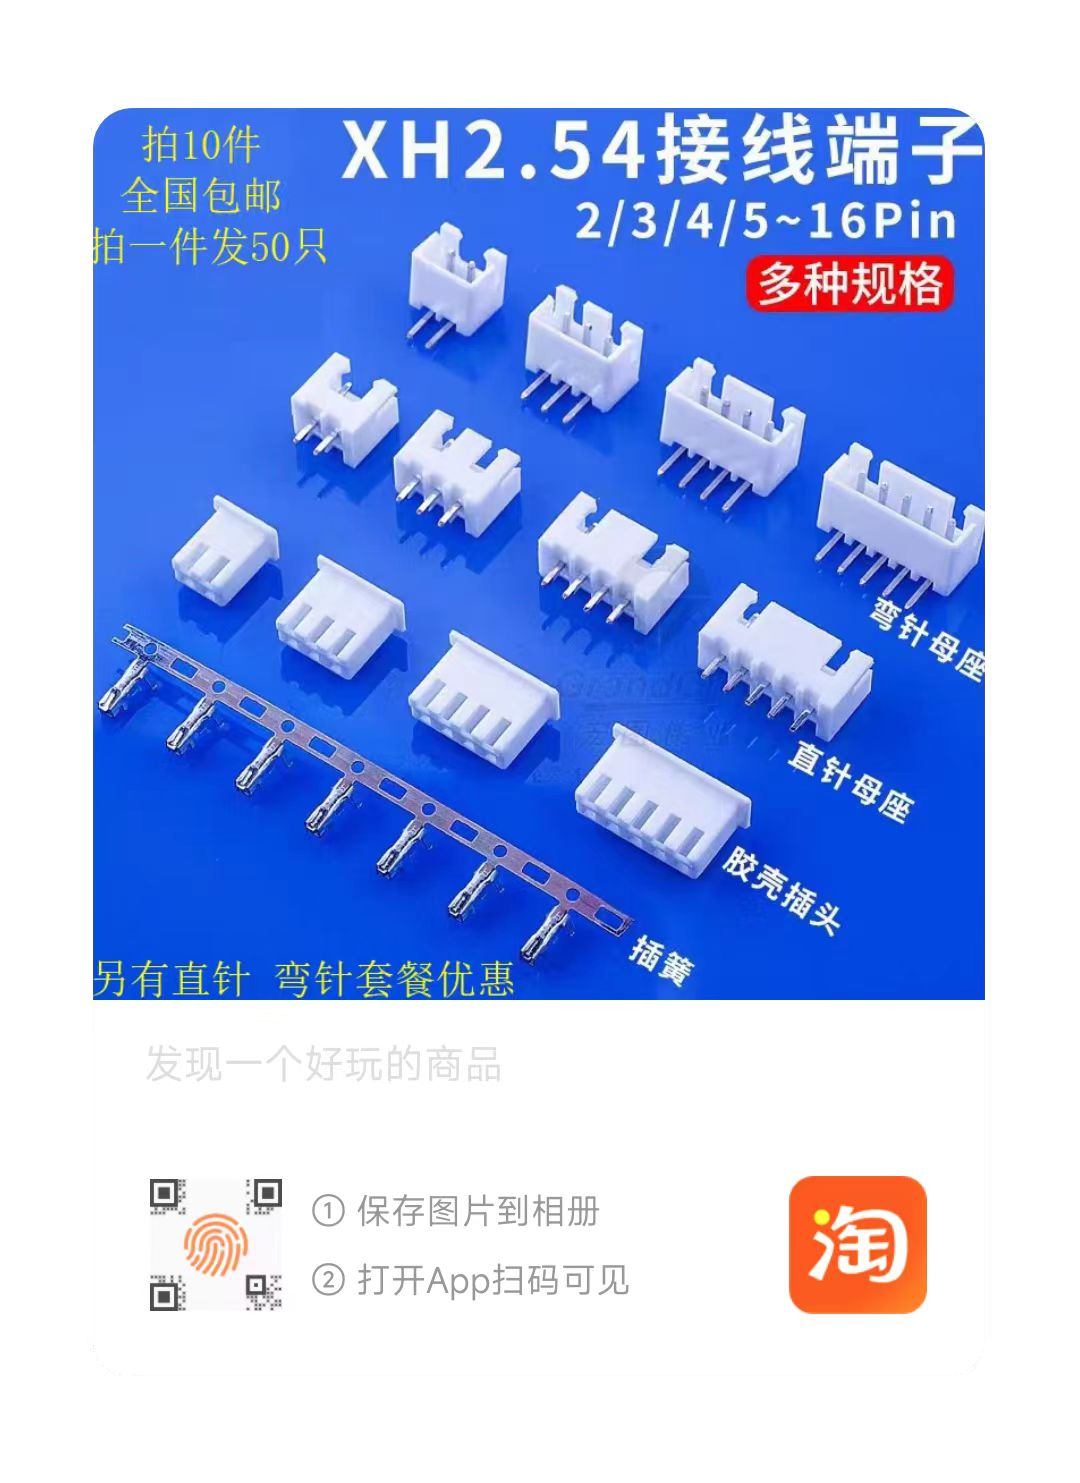 拍10件
全国包邮
拍一件发50只
XH2.54接线端子
2/3/4/5~16Pin
多种规格
弯针母座
直针母座
胶壳插头
插簧
另有直针 弯针套餐优惠
发现一个好玩的商品
① 保存图片到相册
② 打开App扫码可见
淘